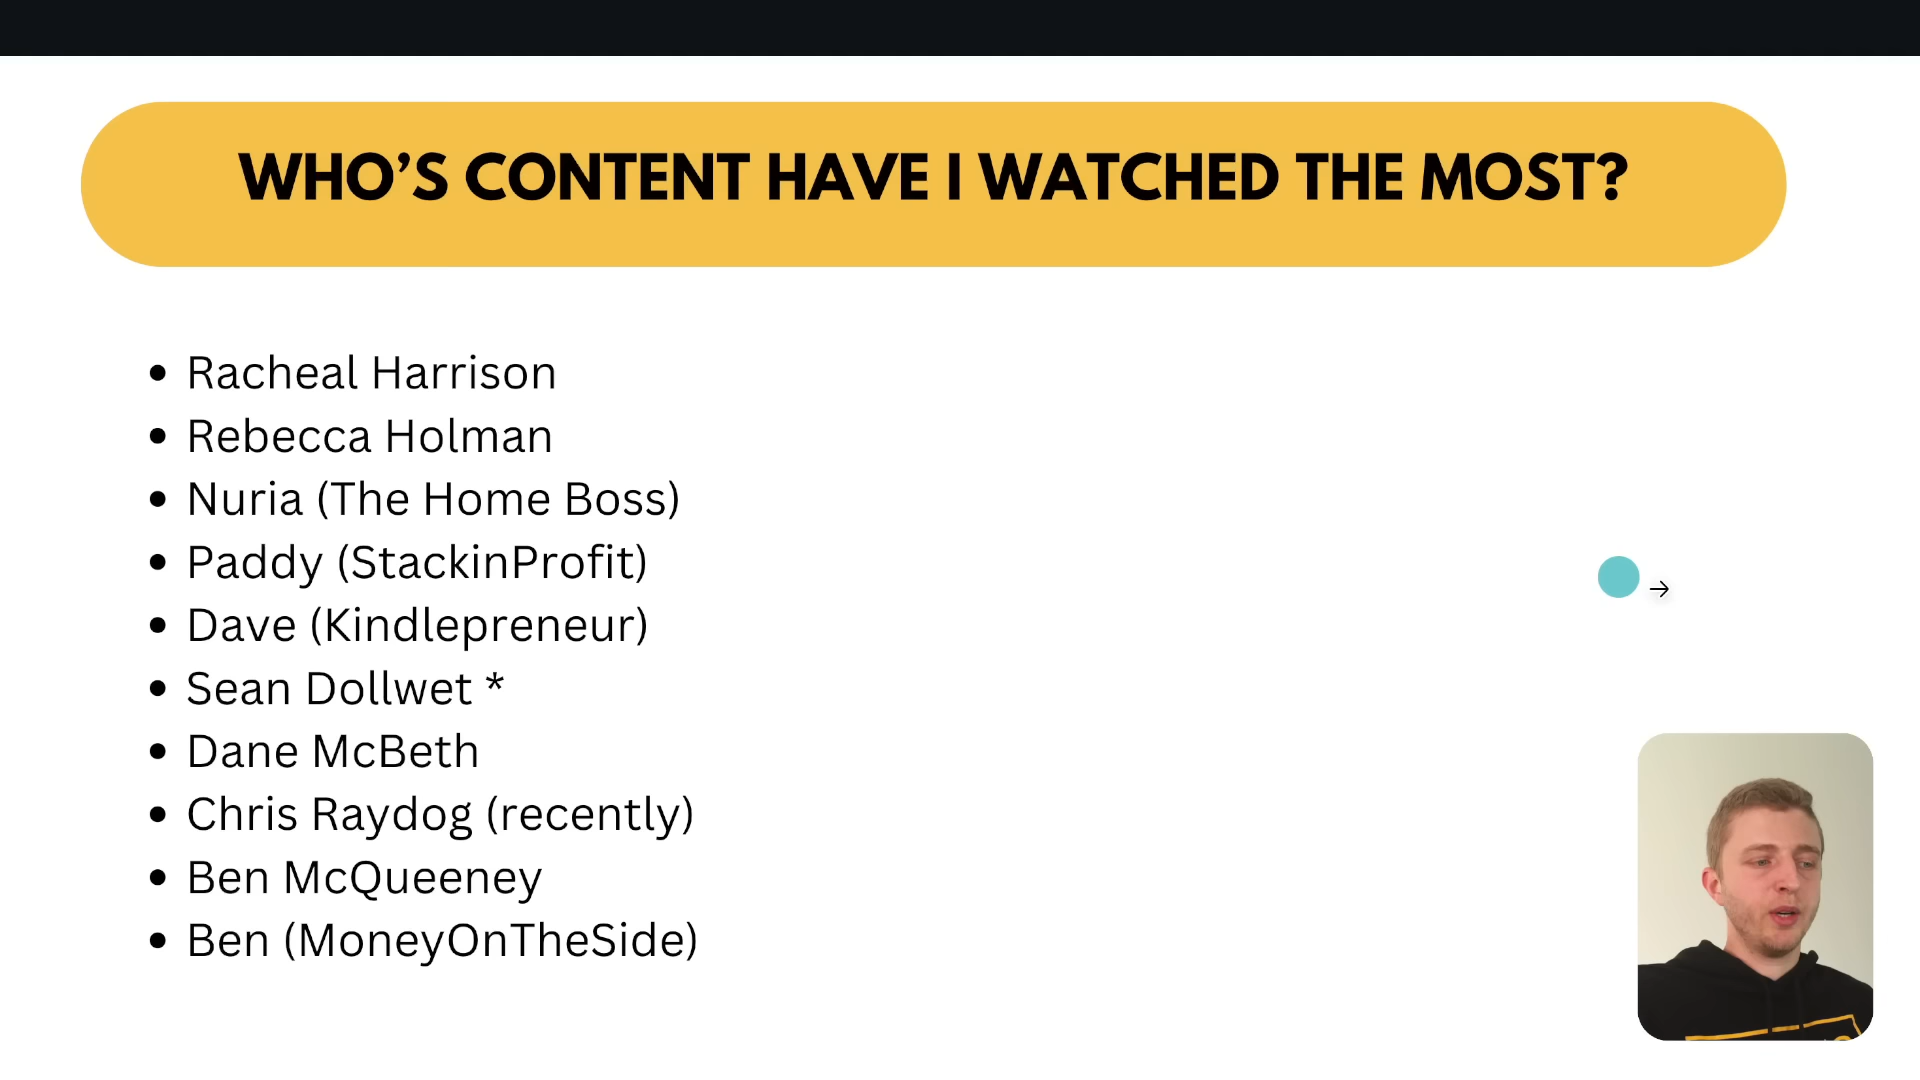 WHO’S CONTENT HAVE I WATCHED THE MOST?
• Racheal Harrison
• Rebecca Holman
• Nuria (The Home Boss)
• Paddy (StackinProfit)
• Dave (Kindlepreneur)
• Sean Dollwet *
• Dane McBeth
• Chris Raydog (recently)
• Ben McQueeney
• Ben (MoneyOnTheSide)